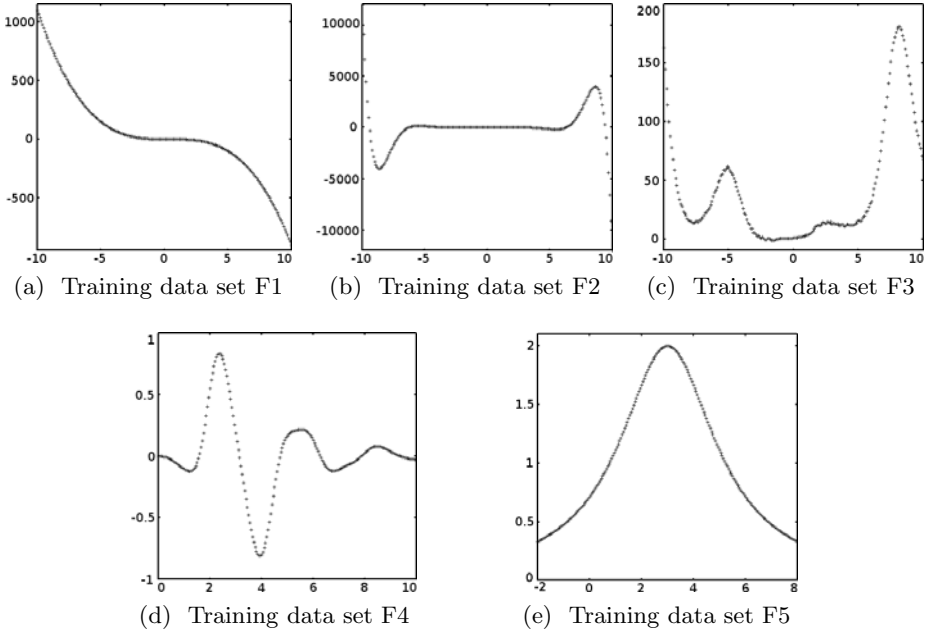 1000
500
0
-500
-10 -5 0 5 10
(a) Training data set F1
10000
5000
0
-5000
-10000
-10 -5 0 5 10
(b) Training data set F2
200
150
100
50
0
-10 -5 0 5 10
(c) Training data set F3
1
0.5
0
-0.5
-1
0 2 4 6 8 10
(d) Training data set F4
2
1.5
1
0.5
0
-2 0 2 4 6 8
(e) Training data set F5